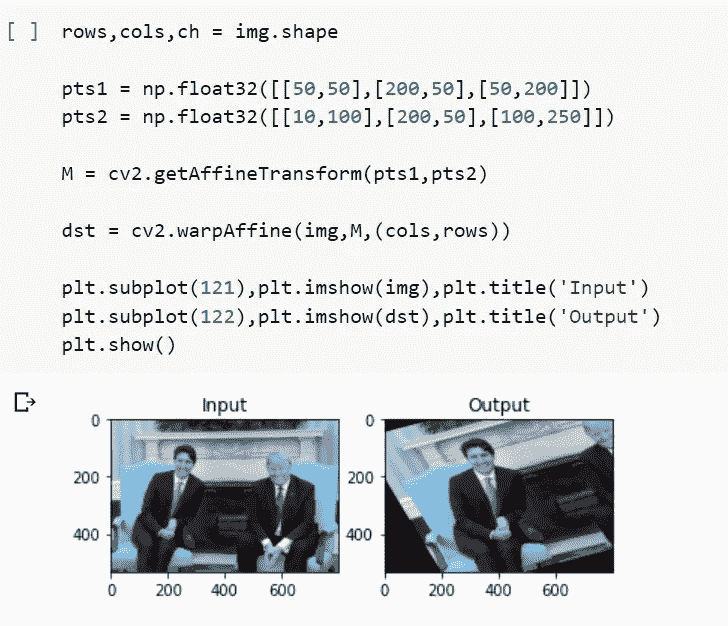 [ ] rows,cols,ch = img.shape
pts1 = np.float32([[50,50],[200,50],[50,200]])
pts2 = np.float32([[10,100],[200,50],[100,250]])
M = cv2.getAffineTransform(pts1,pts2)
dst = cv2.warpAffine(img,M,(cols,rows))
plt.subplot(121),plt.imshow(img),plt.title('Input')
plt.subplot(122),plt.imshow(dst),plt.title('Output')
plt.show()
Input
0
200
400
0 200 400 600
Output
0
200
400
0 200 400 600